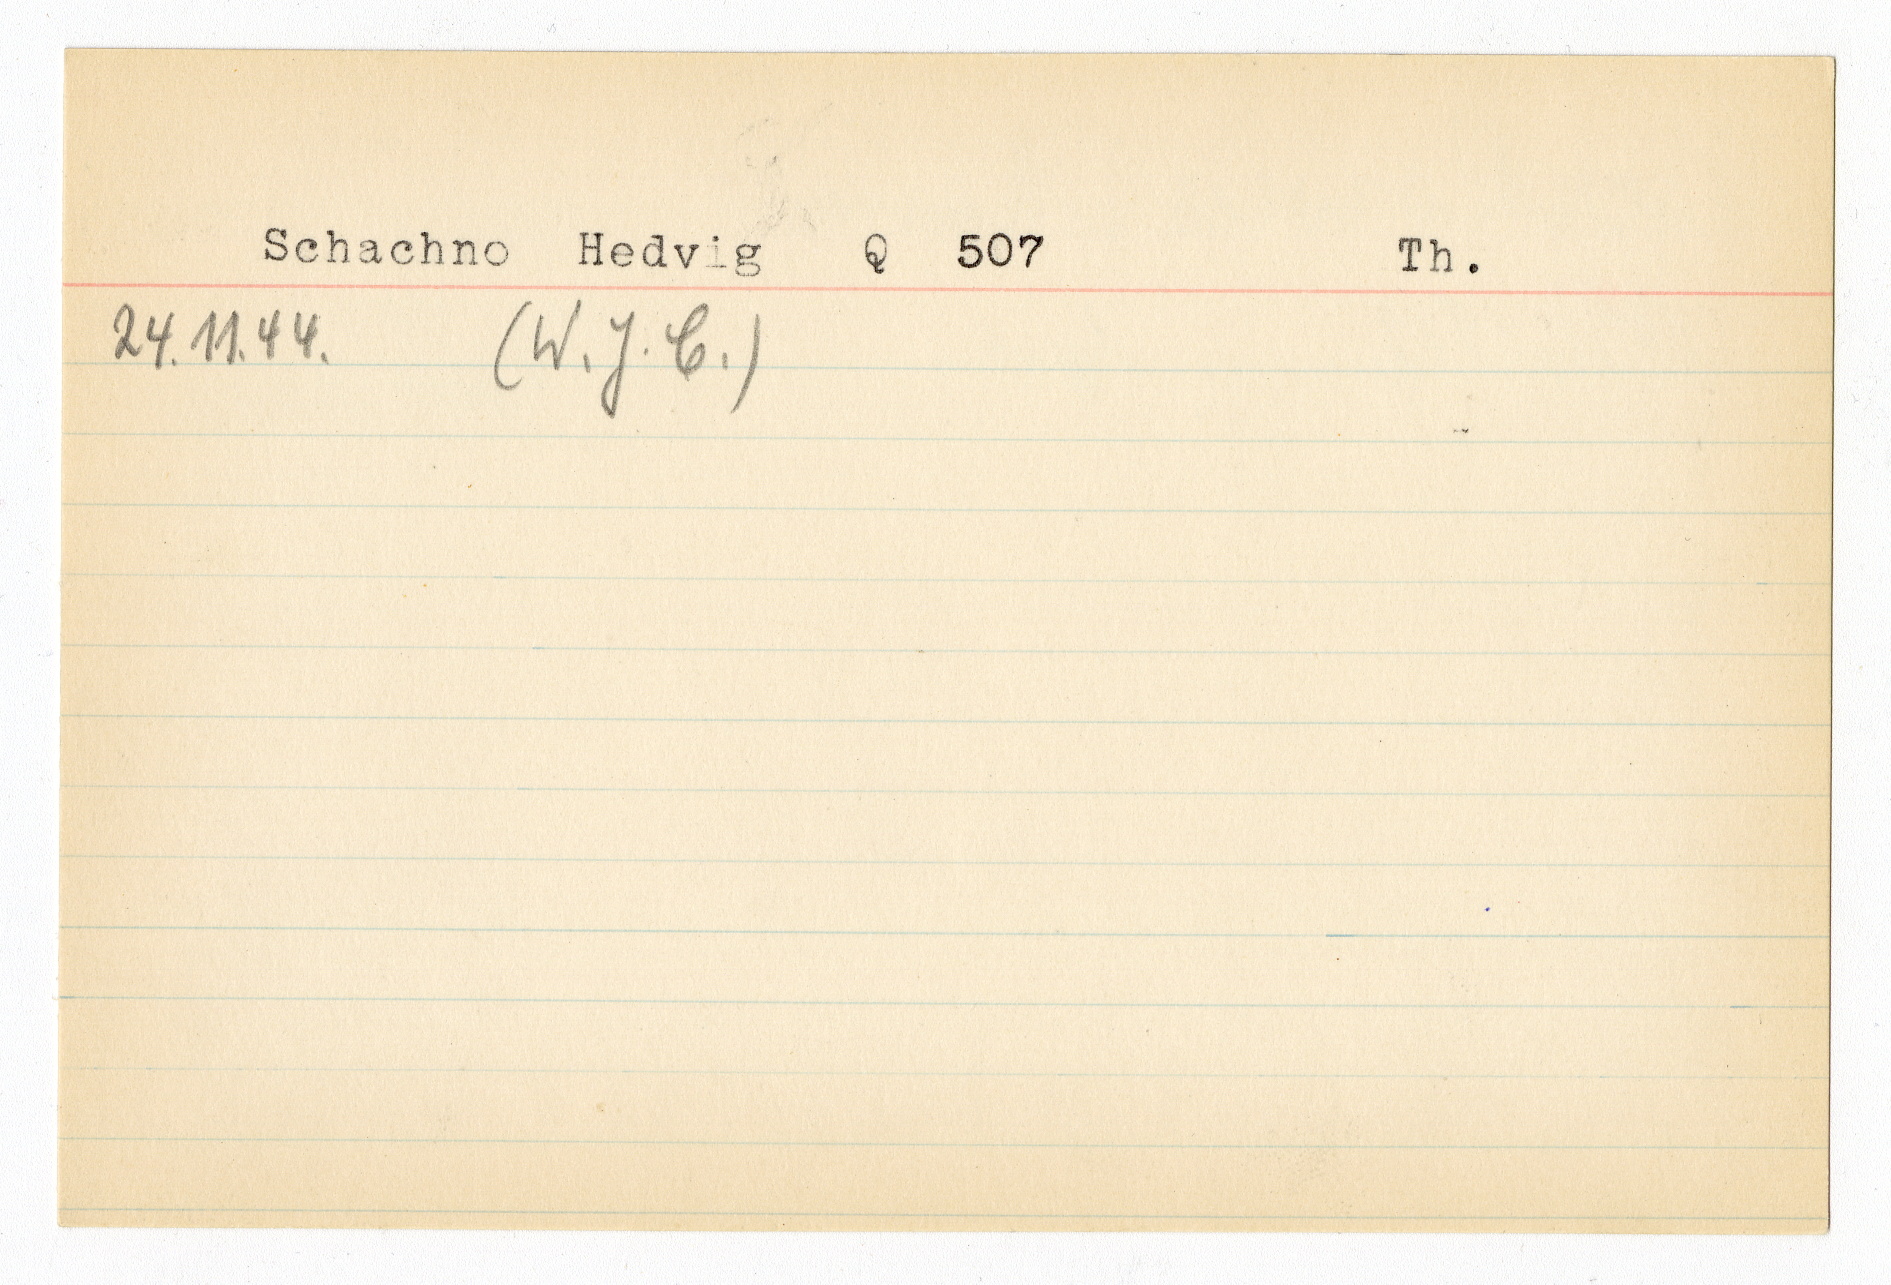 Schachno Hedvig Q 507 Th.
24.11.44. (W.J.C.)